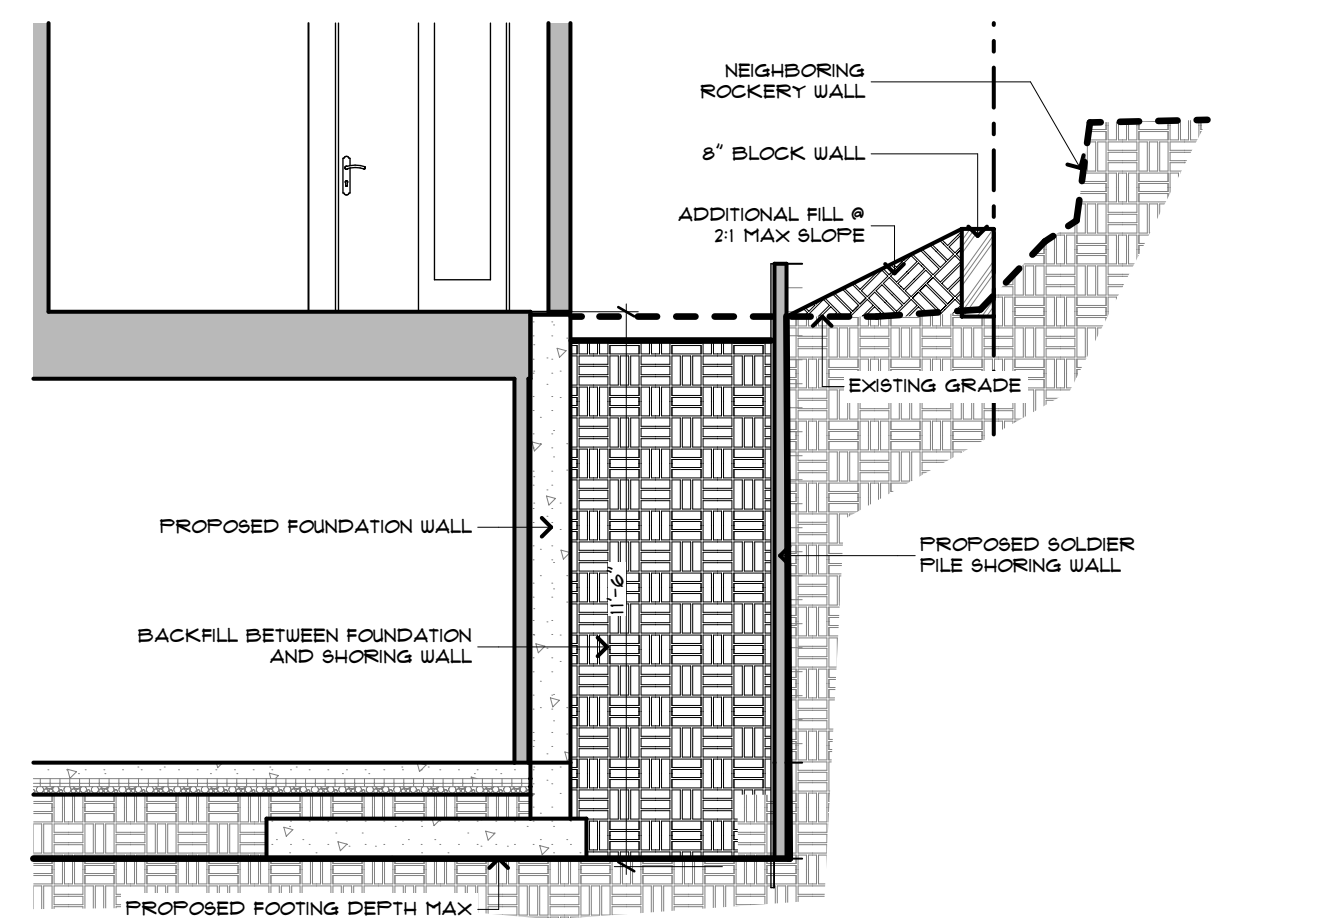 NEIGHBORING
ROCKERY WALL
8" BLOCK WALL
ADDITIONAL FILL @
2:1 MAX SLOPE
EXISTING GRADE
PROPOSED FOUNDATION WALL
PROPOSED SOLDIER
PILE SHORING WALL
11'-6"
BACKFILL BETWEEN FOUNDATION
AND SHORING WALL
PROPOSED FOOTING DEPTH MAX